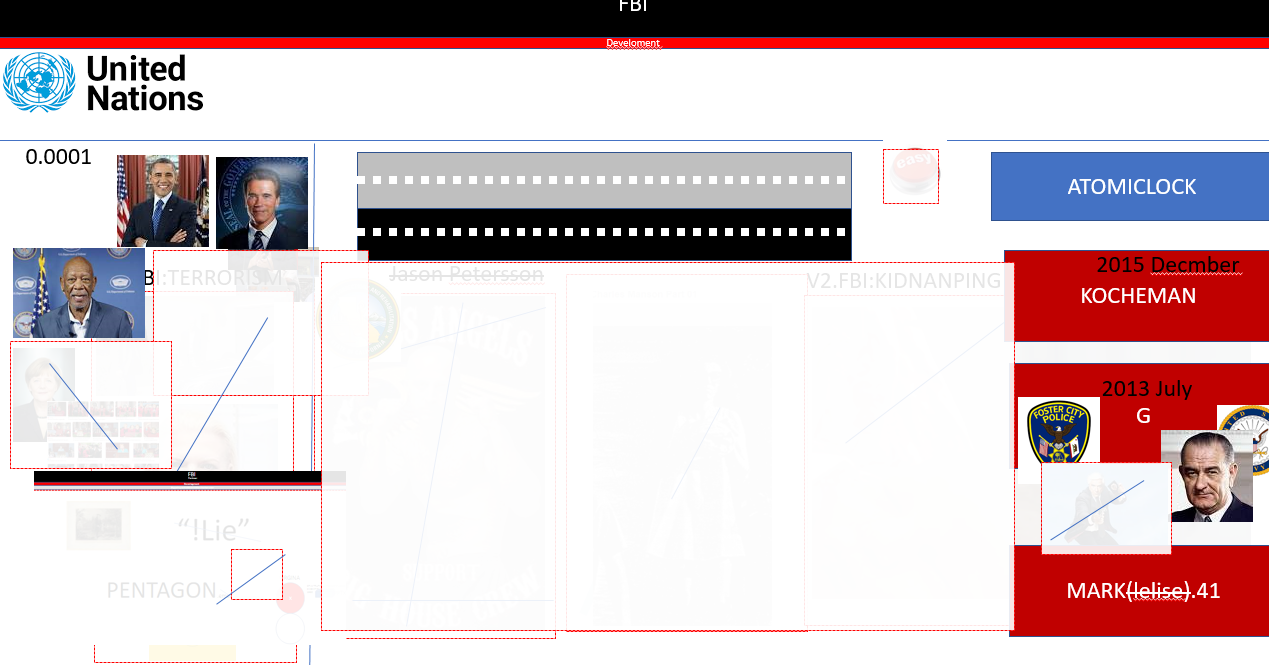 FBI
Develoment
United
Nations
0.0001
easy
ATOMICLOCK
2015 Decmber
KOCHEMAN
BI:TERRORISM
Jason Petersson
V2.FBI:KIDNANPING
2013 July
G
FOSTER CITY
POLICE
FBI
“!Lie”
PENTAGON.
MARK(lelise).41